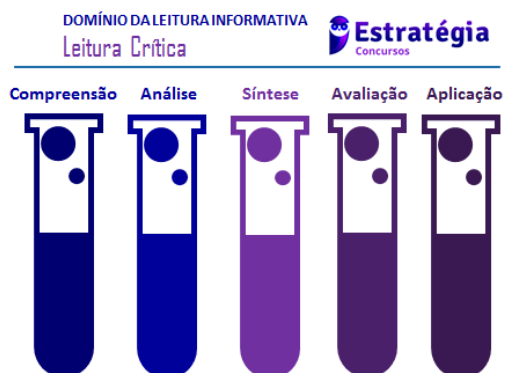 DOMÍNIO DA LEITURA INFORMATIVA
Leitura Crítica
Estratégia
Concursos
Compreensão Análise Síntese Avaliação Aplicação